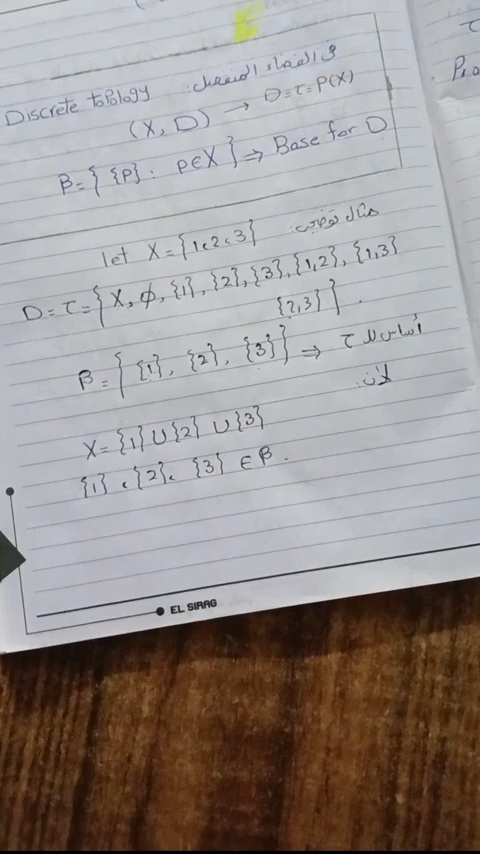 Discrete topology في الفضاء المنفصل:
(X, D) → D=τ=P(X)
β={ {P} : P∈X } ⇒ Base for D
مثال توضيحي:
let X = {1،2،3}
D=τ={X, ϕ, {1}, {2}, {3}, {1,2}, {1,3}
{2,3} } .
β = { {1}, {2}, {3} } ⇒ أساس لـ τ
لأن:
X= {1} U {2} U {3}
{1} ، {2}، {3} ∈ β .
EL SIRAG
τ